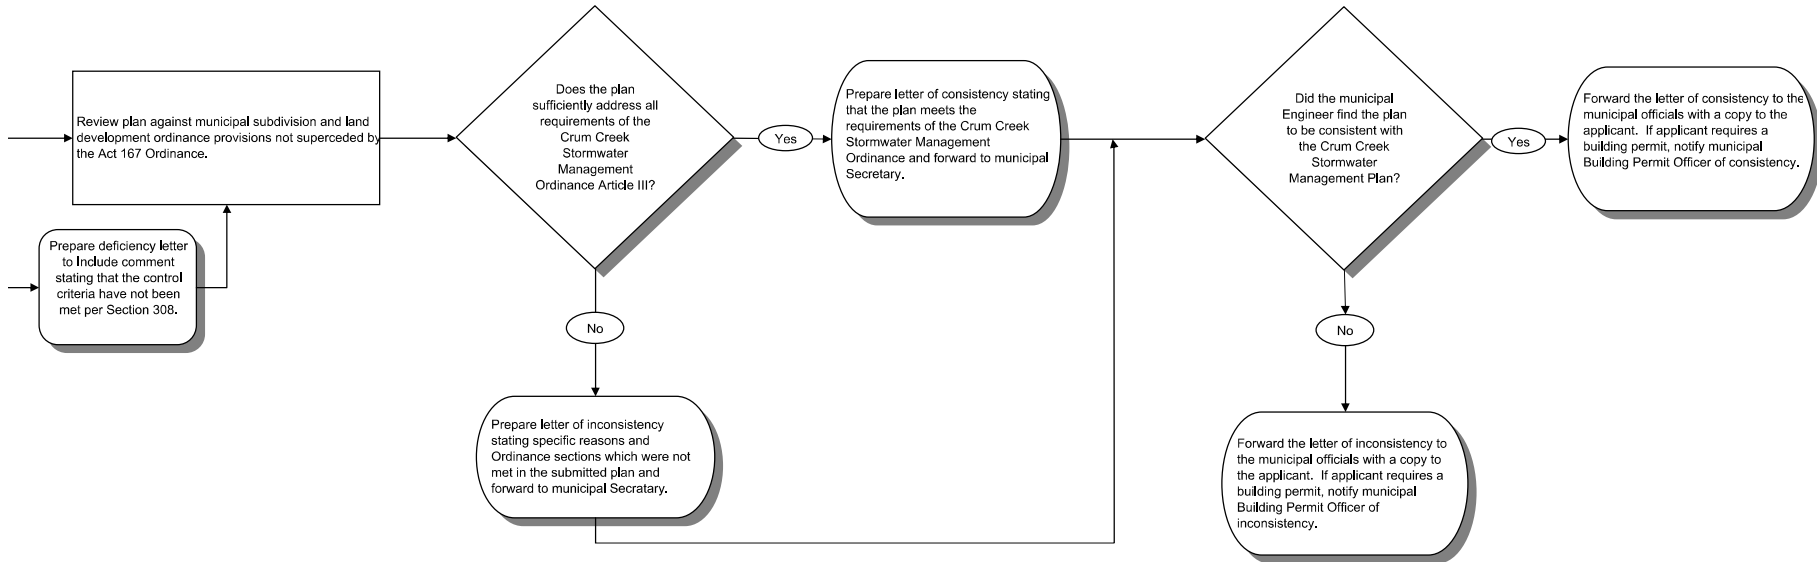 Review plan against municipal subdivision and land
development ordinance provisions not superceded by
the Act 167 Ordinance.
Prepare deficiency letter
to Include comment
stating that the control
criteria have not been
met per Section 308.
Does the plan
sufficiently address all
requirements of the
Crum Creek
Stormwater
Management
Ordinance Article III?
Yes
No
Prepare letter of consistency stating
that the plan meets the
requirements of the Crum Creek
Stormwater Management
Ordinance and forward to municipal
Secretary.
Prepare letter of inconsistency
stating specific reasons and
Ordinance sections which were not
met in the submitted plan and
forward to municipal Secratary.
Did the municipal
Engineer find the plan
to be consistent with
the Crum Creek
Stormwater
Management Plan?
Yes
No
Forward the letter of consistency to the
municipal officials with a copy to the
applicant.  If applicant requires a
building permit, notify municipal
Building Permit Officer of consistency.
Forward the letter of inconsistency to
the municipal officials with a copy to
the applicant.  If applicant requires a
building permit, notify municipal
Building Permit Officer of
inconsistency.